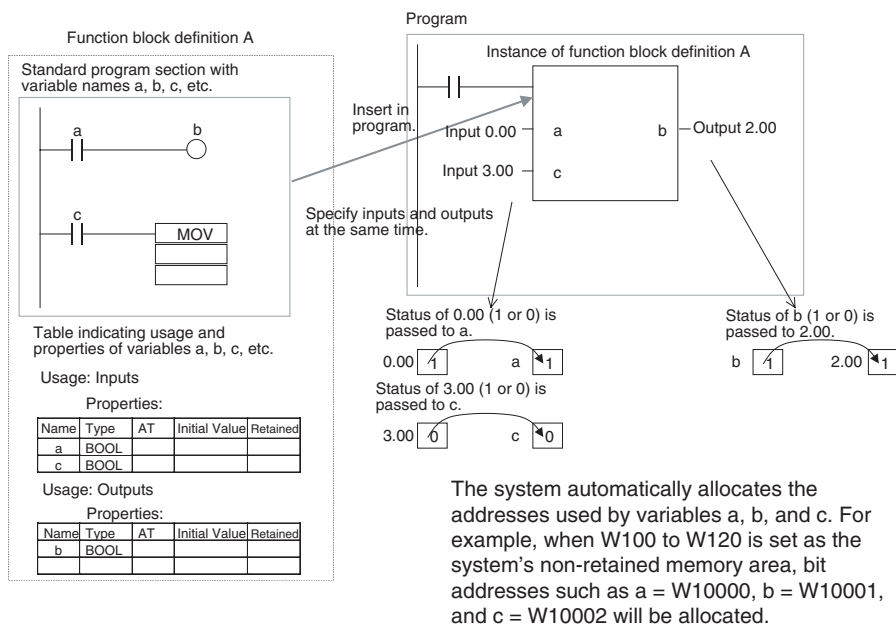 Function block definition A
Standard program section with
variable names a, b, c, etc.
a
b
c
MOV
Table indicating usage and
properties of variables a, b, c, etc.
Usage: Inputs
Properties:
Name Type AT Initial Value Retained
a BOOL
c BOOL
Usage: Outputs
Properties:
Name Type AT Initial Value Retained
b BOOL
Program
Instance of function block definition A
Insert in
program.
Input 0.00 a b Output 2.00
Input 3.00 c
Specify inputs and outputs
at the same time.
Status of 0.00 (1 or 0) is
passed to a.
0.00 1 a 1
Status of 3.00 (1 or 0) is
passed to c.
3.00 0 c 0
Status of b (1 or 0) is
passed to 2.00.
b 1 2.00 1
The system automatically allocates the
addresses used by variables a, b, and c. For
example, when W100 to W120 is set as the
system's non-retained memory area, bit
addresses such as a = W10000, b = W10001,
and c = W10002 will be allocated.